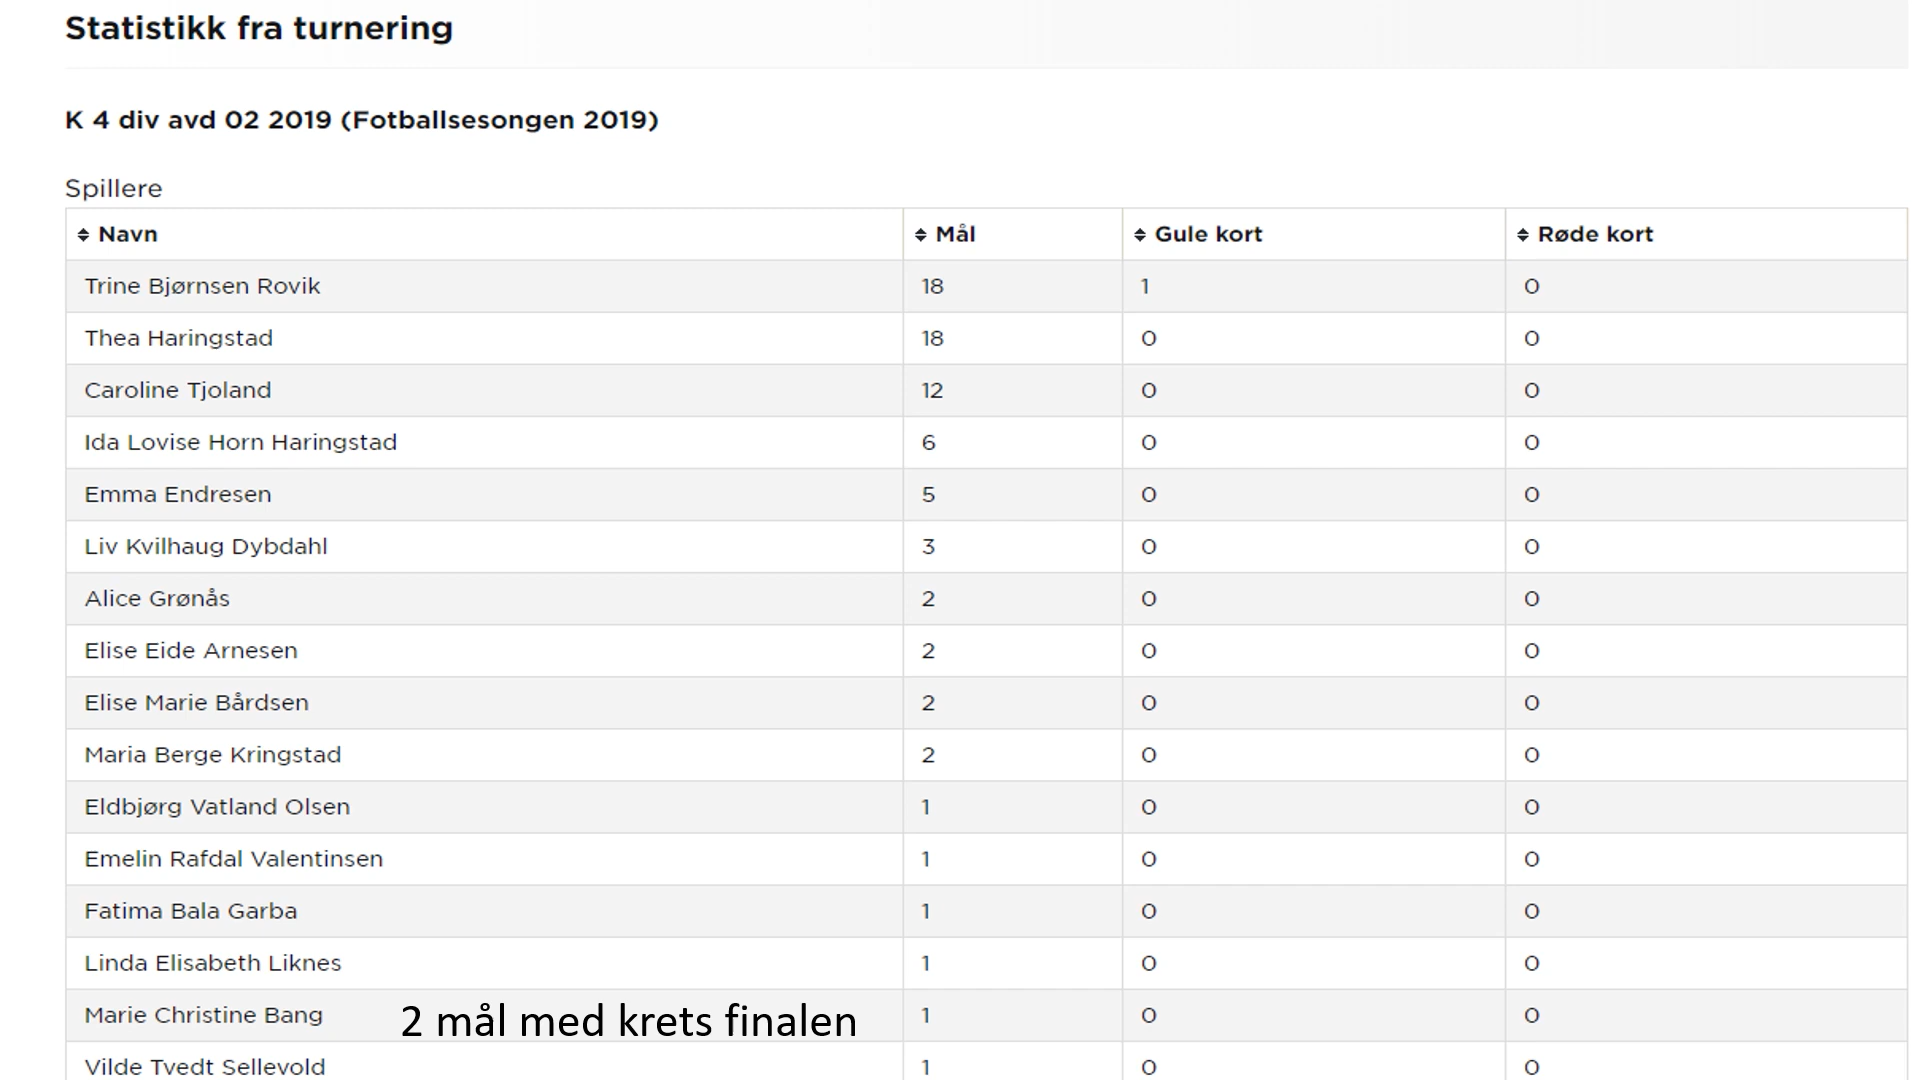 Statistikk fra turnering
K 4 div avd 02 2019 (Fotballsesongen 2019)
Spillere
Navn Mål Gule kort Røde kort
Trine Bjørnsen Rovik 18 1 0
Thea Haringstad 18 0 0
Caroline Tjoland 12 0 0
Ida Lovise Horn Haringstad 6 0 0
Emma Endresen 5 0 0
Liv Kvilhaug Dybdahl 3 0 0
Alice Grønås 2 0 0
Elise Eide Arnesen 2 0 0
Elise Marie Bårdsen 2 0 0
Maria Berge Kringstad 2 0 0
Eldbjørg Vatland Olsen 1 0 0
Emelin Rafdal Valentinsen 1 0 0
Fatima Bala Garba 1 0 0
Linda Elisabeth Liknes 1 0 0
Marie Christine Bang 2 mål med krets finalen 1 0 0
Vilde Tvedt Sellevold 1 0 0